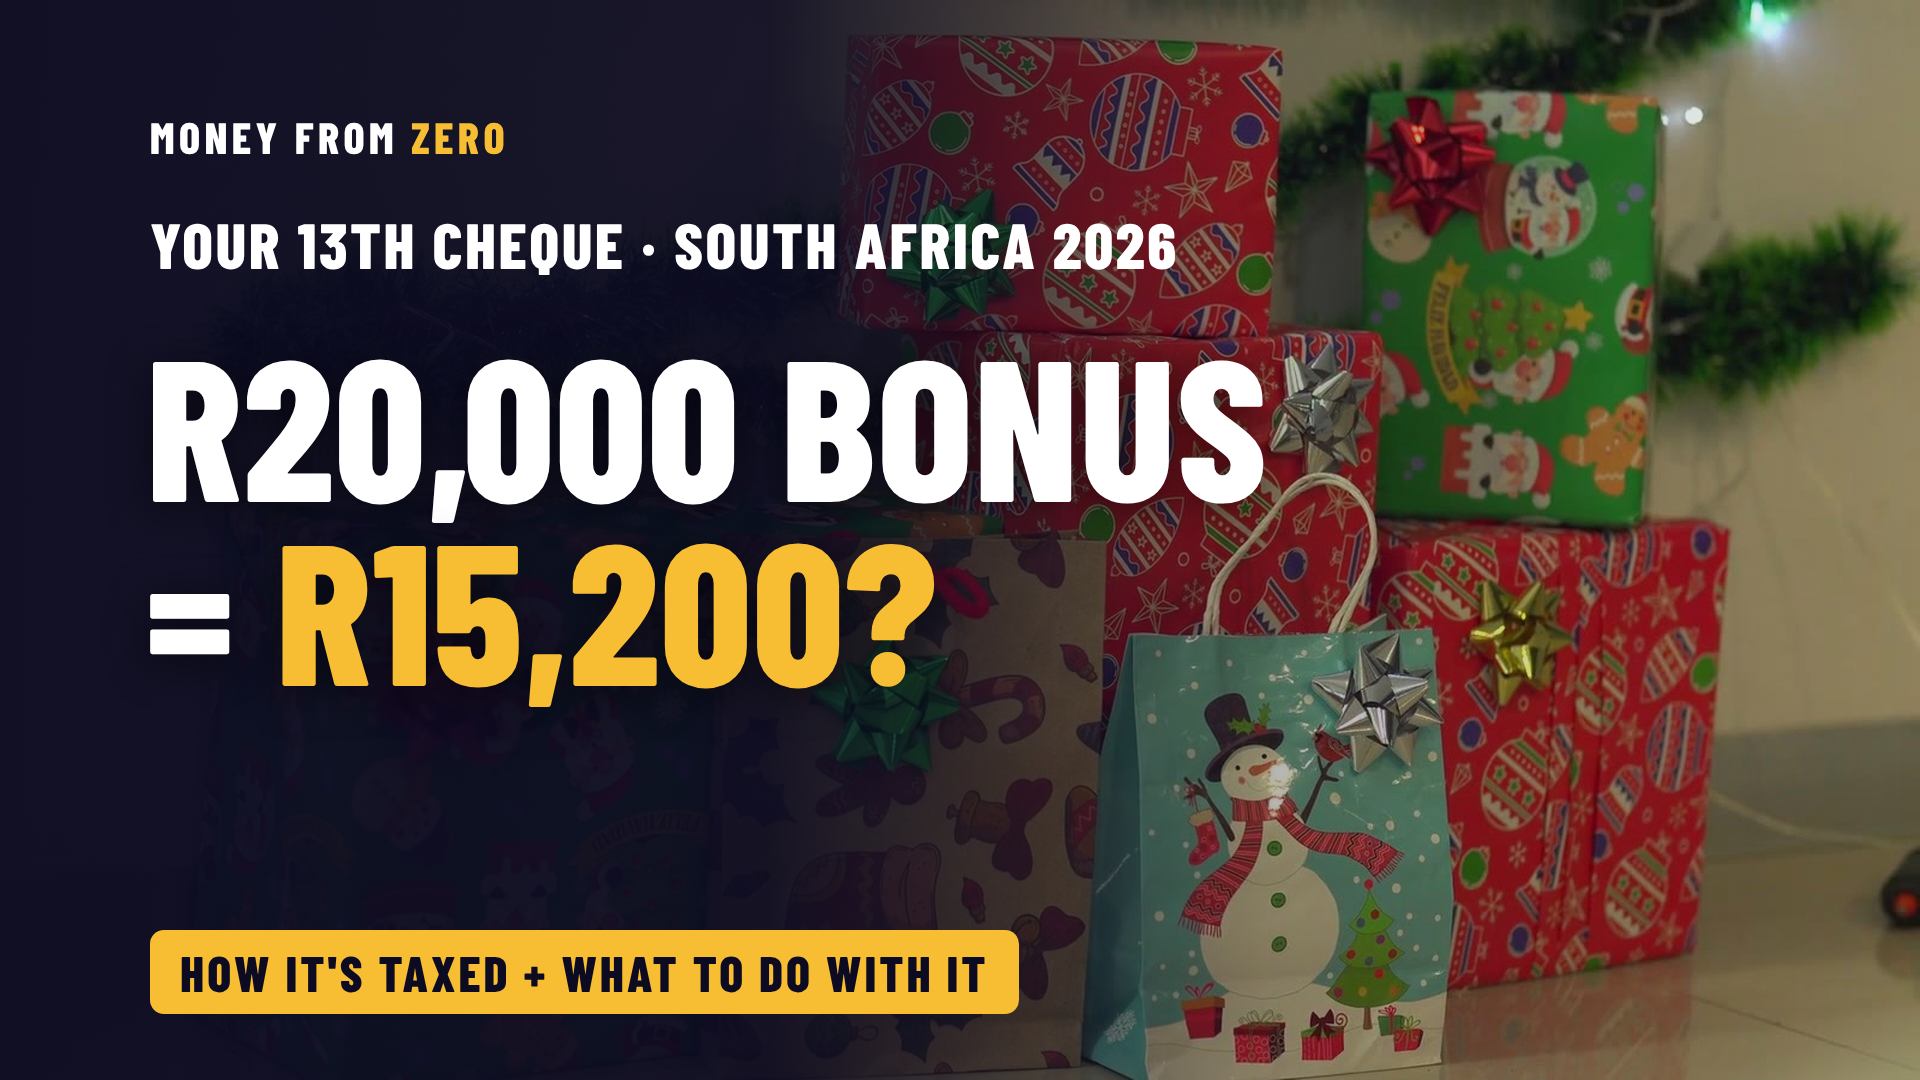 MONEY FROM ZERO
YOUR 13TH CHEQUE · SOUTH AFRICA 2026
R20,000 BONUS
= R15,200?
HOW IT'S TAXED + WHAT TO DO WITH IT